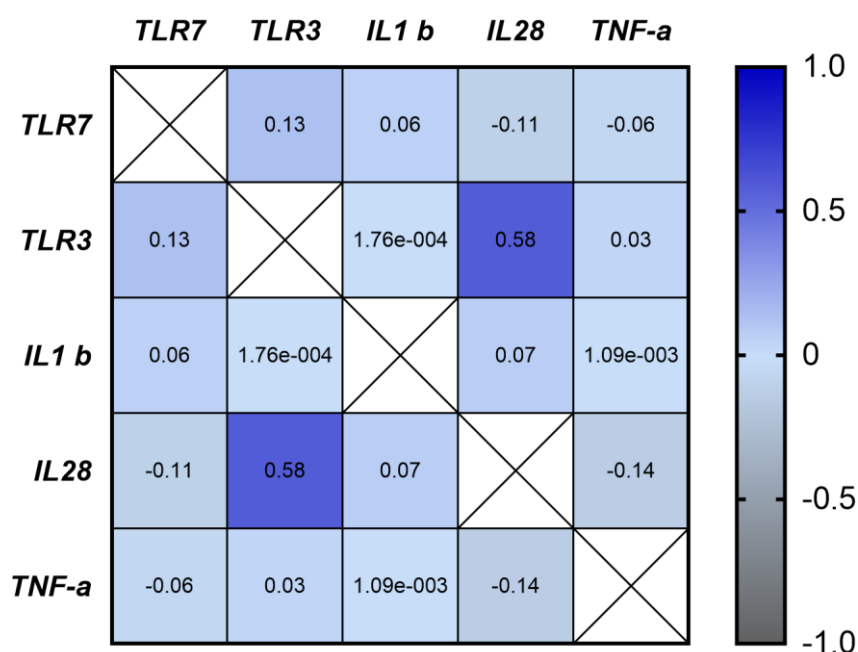 TLR7 TLR3 IL1 b IL28 TNF-a
TLR7 0.13 0.06 -0.11 -0.06
TLR3 0.13 1.76e-004 0.58 0.03
IL1 b 0.06 1.76e-004 0.07 1.09e-003
IL28 -0.11 0.58 0.07 -0.14
TNF-a -0.06 0.03 1.09e-003 -0.14
1.0
0.5
0
-0.5
-1.0